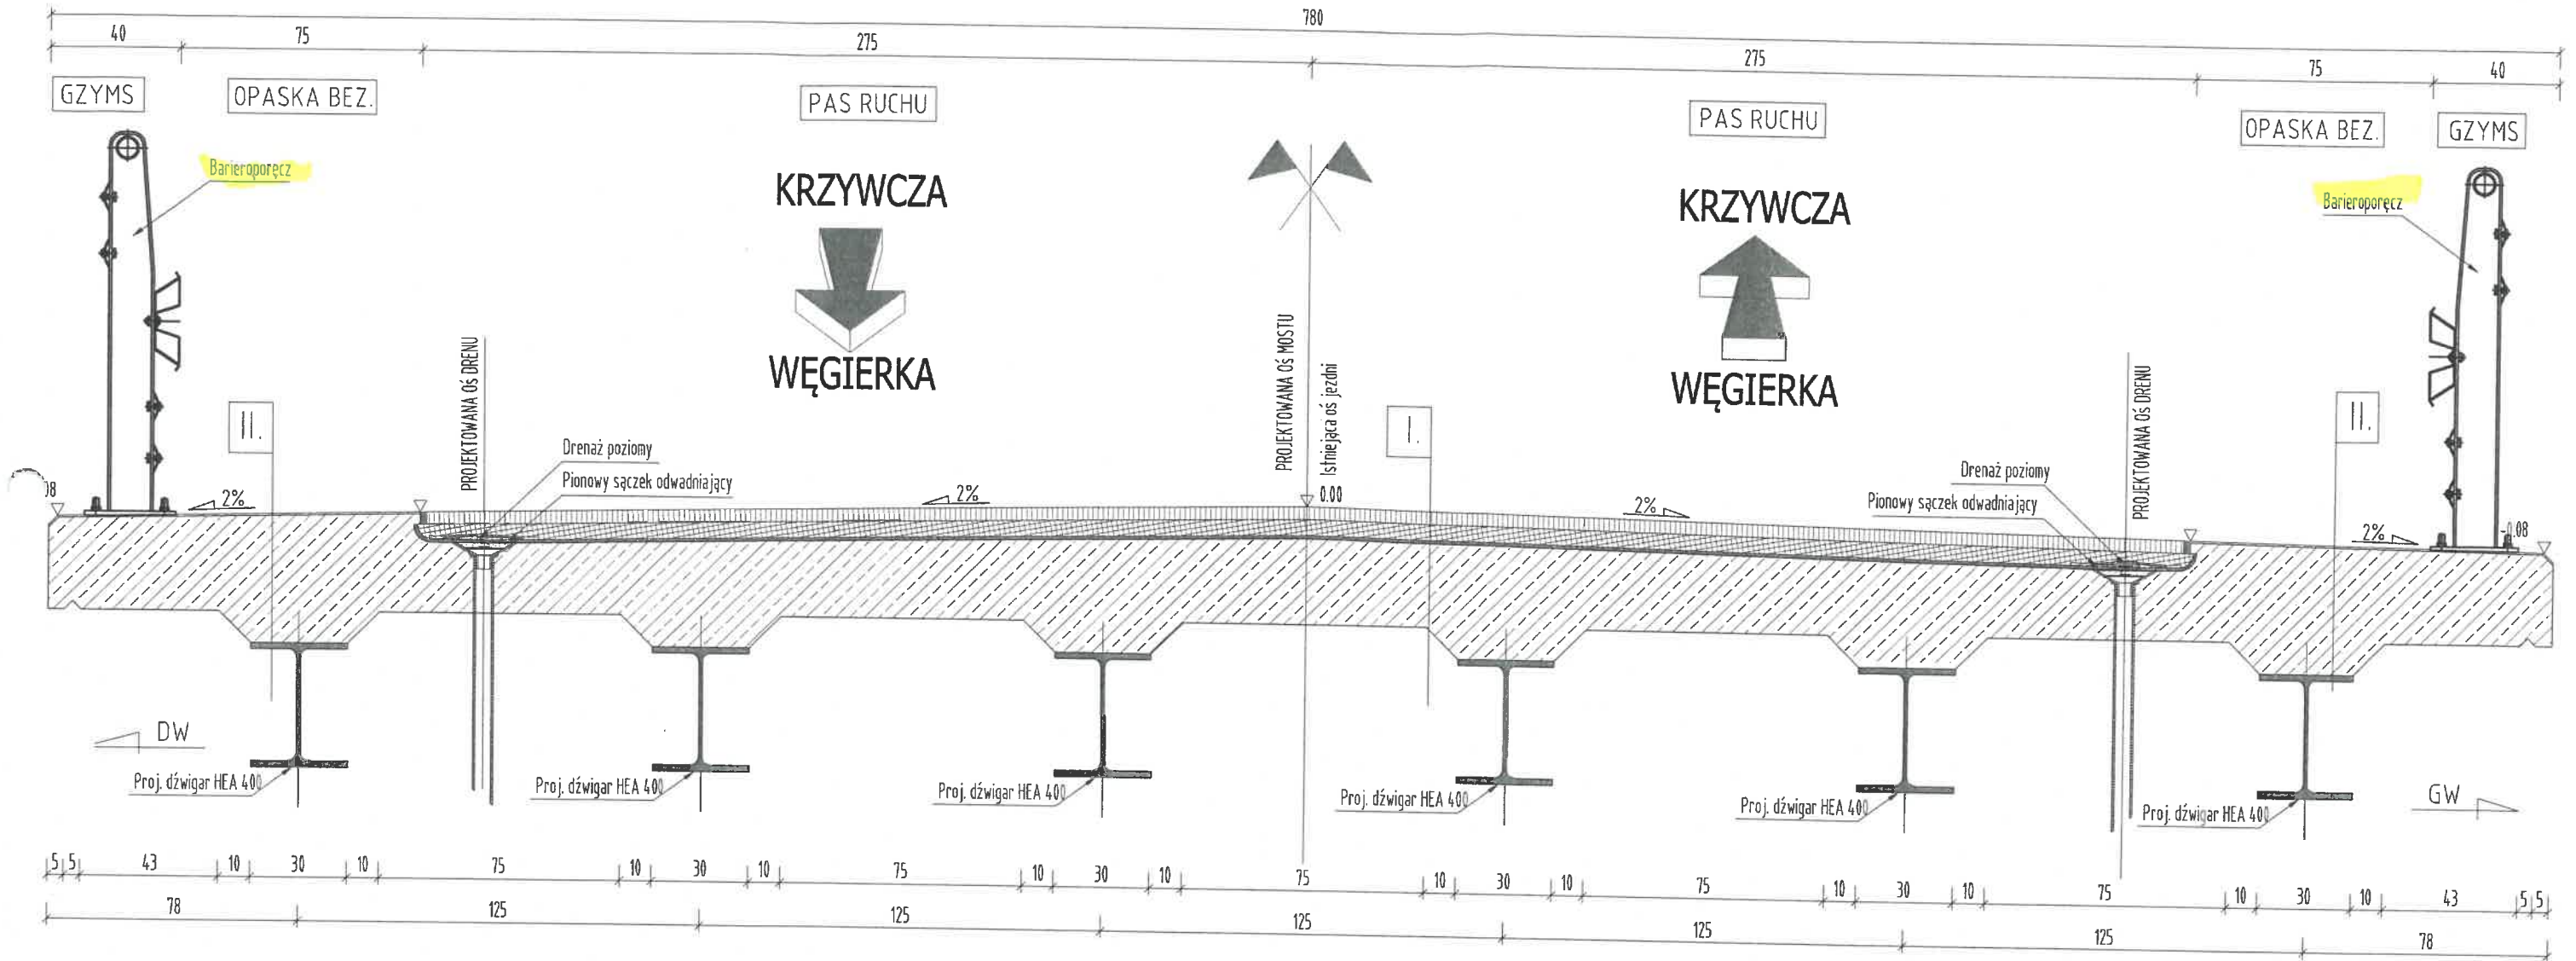 780
40 75 275 275 75 40
GZYMS OPASKA BEZ. PAS RUCHU PAS RUCHU OPASKA BEZ. GZYMS
Barieroporęcz
KRZYWCZA
WĘGIERKA
KRZYWCZA
WĘGIERKA
Barieroporęcz
II.
PROJEKTOWANA OŚ DRENU
Drenaż poziomy
Pionowy sączek odwadniający
PROJEKTOWANA OŚ MOSTU
Istniejąca oś jezdni
I.
Drenaż poziomy
Pionowy sączek odwadniający
PROJEKTOWANA OŚ DRENU
II.
08 2% 2% 0.00 2% 2% -0.08
DW
GW
Proj. dźwigar HEA 400
Proj. dźwigar HEA 400
Proj. dźwigar HEA 400
Proj. dźwigar HEA 400
Proj. dźwigar HEA 400
Proj. dźwigar HEA 400
5 5 43 10 30 10 75 10 30 10 75 10 30 10 75 10 30 10 75 10 30 10 75 10 30 10 43 5 5
78 125 125 125 125 125 78